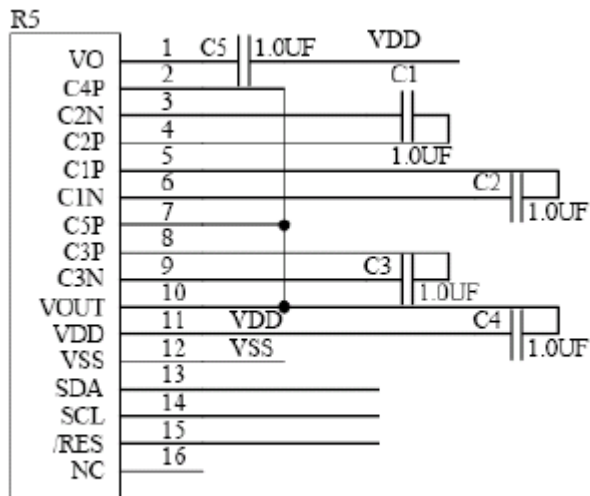 R5
VO 1 C5 1.0UF VDD
C4P 2
C2N 3 C1
C2P 4 1.0UF
C1P 5
C1N 6 C2 1.0UF
C5P 7
C3P 8
C3N 9 C3 1.0UF
VOUT 10
VDD 11 VDD C4 1.0UF
VSS 12 VSS
SDA 13
SCL 14
/RES 15
NC 16